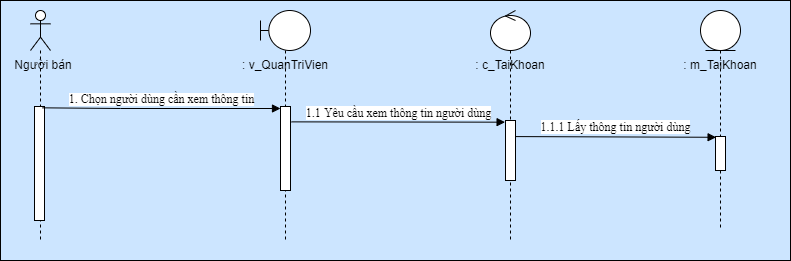 Người bán
: v_QuanTriVien
: c_TaiKhoan
: m_TaiKhoan
1. Chọn người dùng cần xem thông tin
1.1 Yêu cầu xem thông tin người dùng
1.1.1 Lấy thông tin người dùng